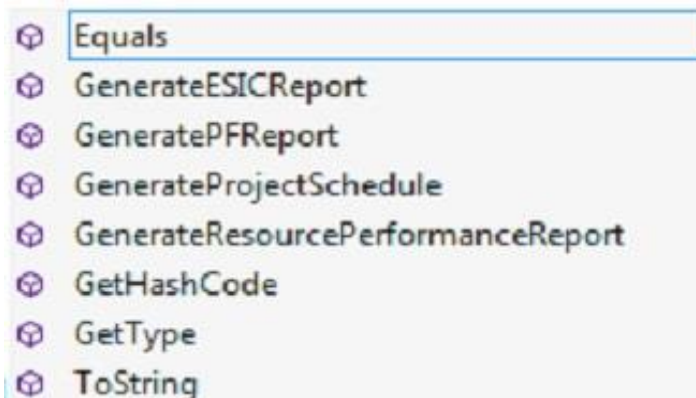 Equals
GenerateESICReport
GeneratePFReport
GenerateProjectSchedule
GenerateResourcePerformanceReport
GetHashCode
GetType
ToString